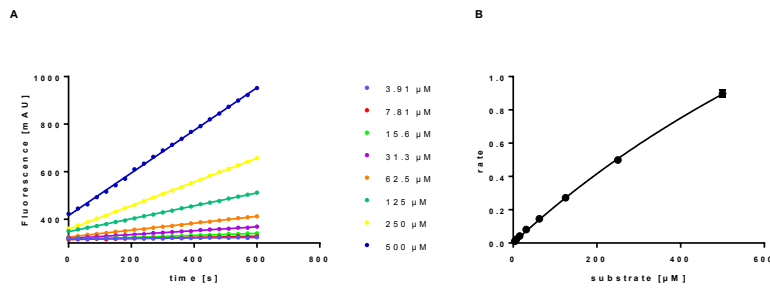 A
B
Fluorescence [mAU]
1000
800
600
400
0
200
400
600
800
time [s]
3.91 µM
7.81 µM
15.6 µM
31.3 µM
62.5 µM
125 µM
250 µM
500 µM
rate
1.0
0.8
0.6
0.4
0.2
0.0
0
200
400
600
substrate [µM]